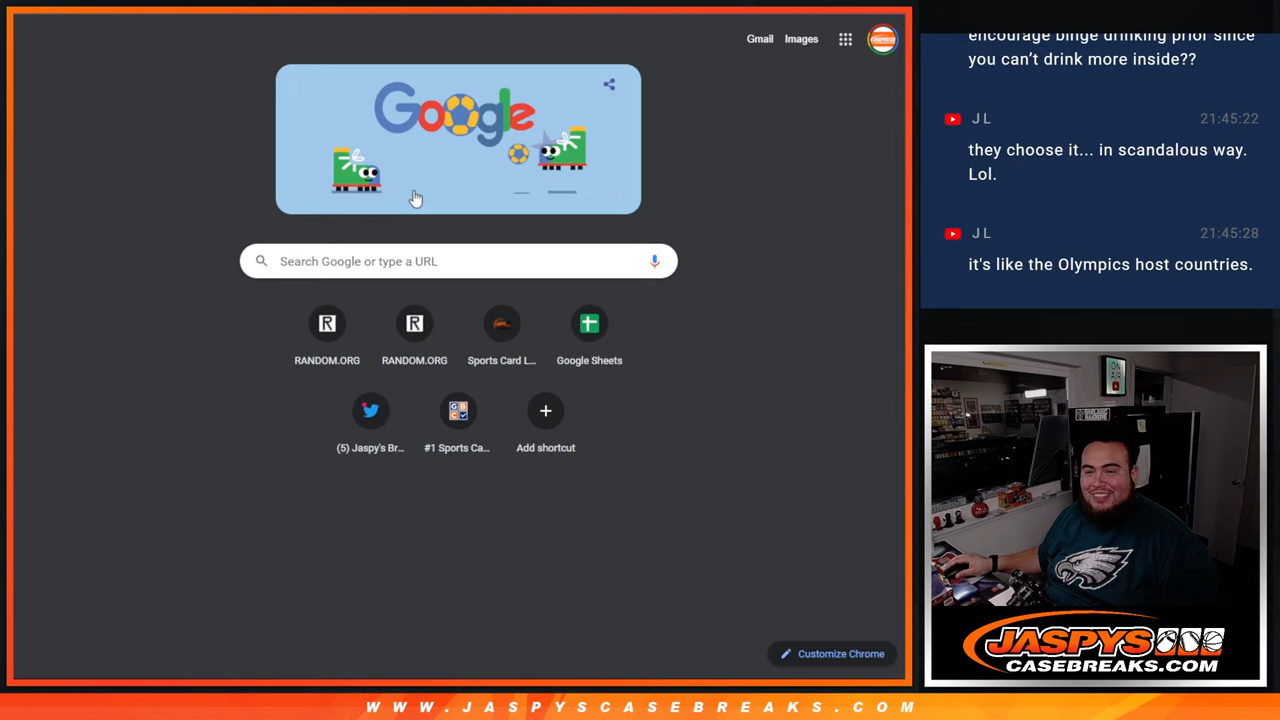 Gmail Images
Google
Search Google or type a URL
RANDOM.ORG
RANDOM.ORG
Sports Card L...
Google Sheets
(5) Jaspy's Br...
#1 Sports Ca...
Add shortcut
Customize Chrome
encourage binge drinking prior since
you can’t drink more inside??
J L 21:45:22
they choose it... in scandalous way.
Lol.
J L 21:45:28
it's like the Olympics host countries.
ON
AIR
JASPYS
CASEBREAKS.COM
WWW.JASPYSCASEBREAKS.COM